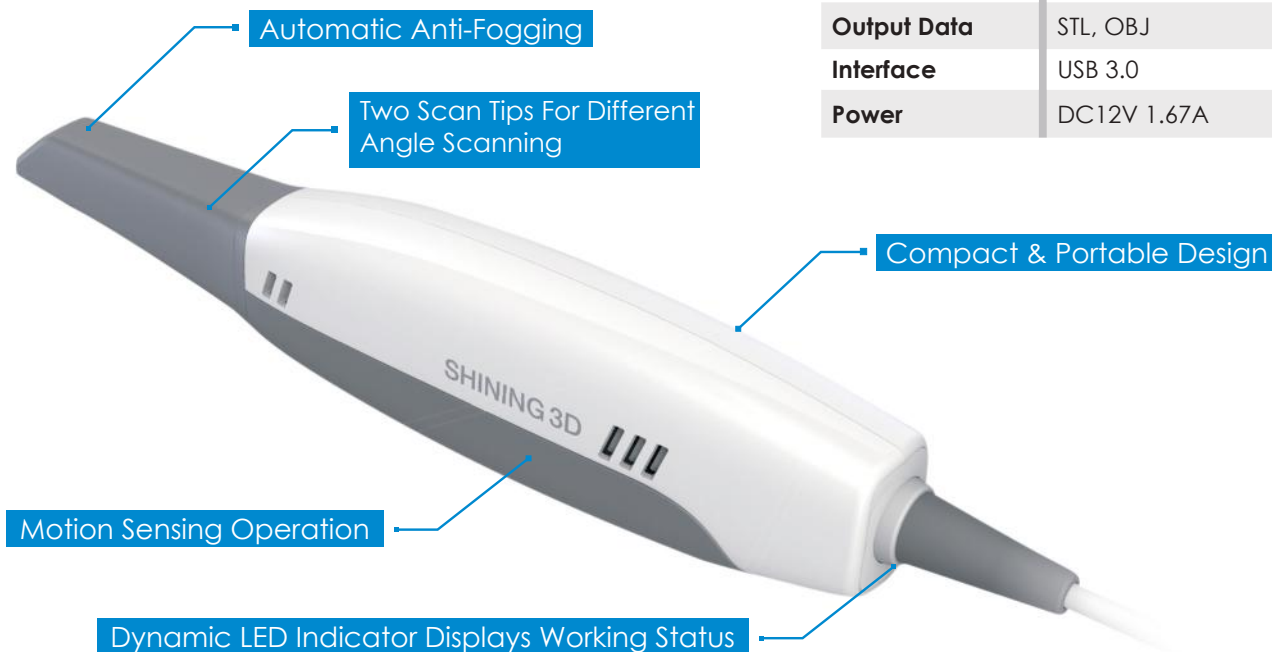 Automatic Anti-Fogging
Output Data STL, OBJ
Interface USB 3.0
Power DC12V 1.67A
Two Scan Tips For Different
Angle Scanning
Compact & Portable Design
SHINING 3D
Motion Sensing Operation
Dynamic LED Indicator Displays Working Status